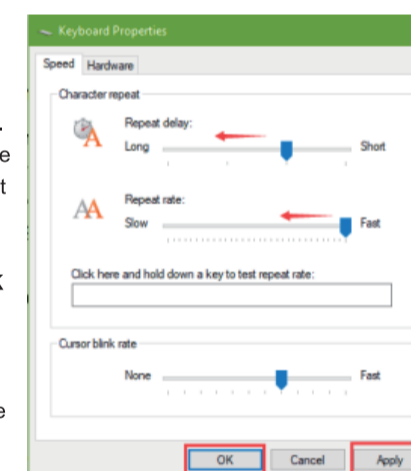 Keyboard Properties
Speed Hardware
Character repeat
Repeat delay:
Long Short
Repeat rate:
Slow Fast
Click here and hold down a key to test repeat rate:
Cursor blink rate
None Fast
OK Cancel Apply